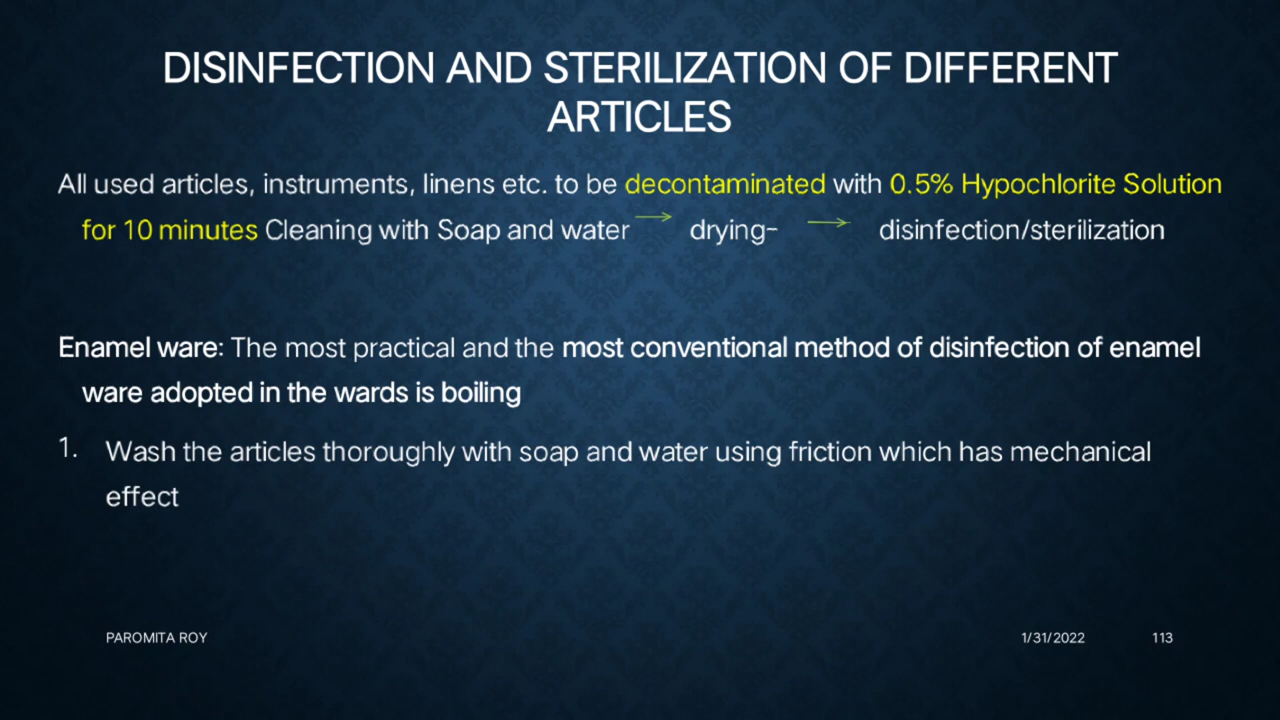 DISINFECTION AND STERILIZATION OF DIFFERENT
ARTICLES
All used articles, instruments, linens etc. to be decontaminated with 0.5% Hypochlorite Solution
for 10 minutes Cleaning with Soap and water → drying- → disinfection/sterilization
Enamel ware: The most practical and the most conventional method of disinfection of enamel
ware adopted in the wards is boiling
1. Wash the articles thoroughly with soap and water using friction which has mechanical
effect
PAROMITA ROY 1/31/2022 113